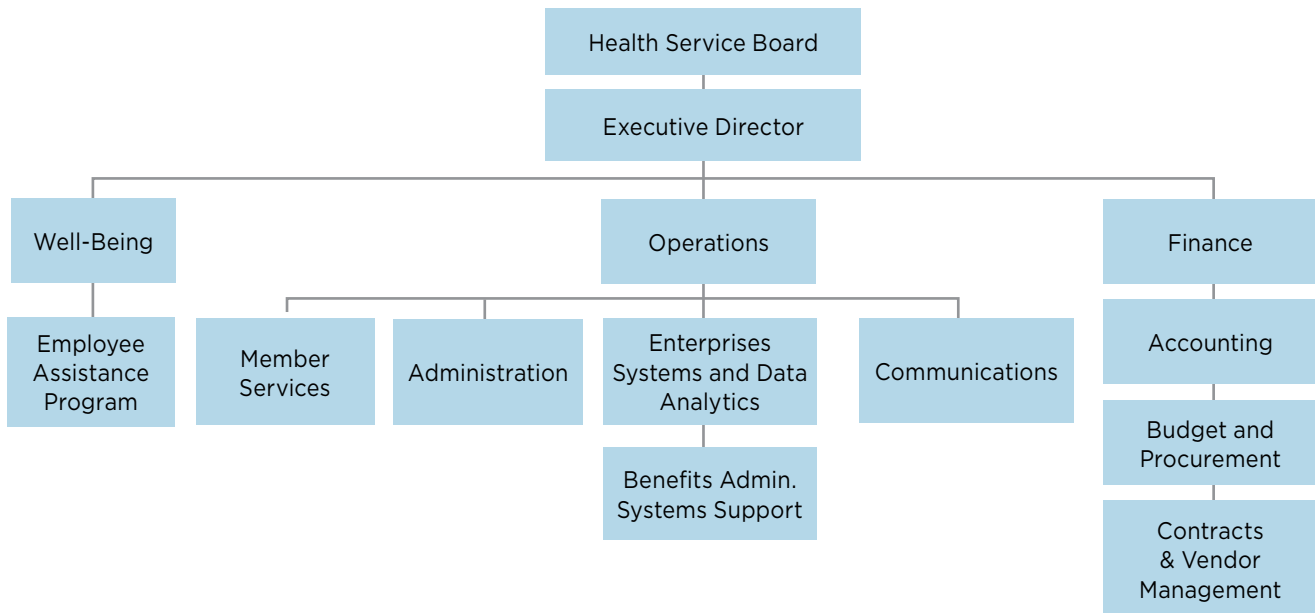 Health Service Board
Executive Director
Well-Being
Operations
Finance
Employee
Assistance
Program
Member
Services
Administration
Enterprises
Systems and Data
Analytics
Communications
Accounting
Benefits Admin.
Systems Support
Budget and
Procurement
Contracts
& Vendor
Management